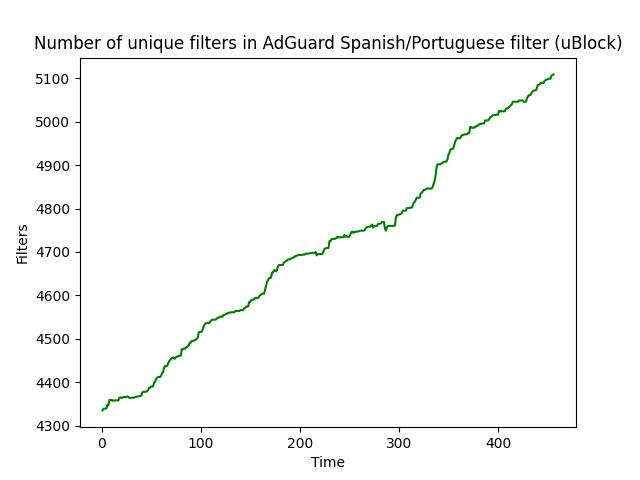 Number of unique filters in AdGuard Spanish/Portuguese filter (uBlock)
5100
5000
4900
4800
4700
4600
4500
4400
4300
Filters
0 100 200 300 400
Time